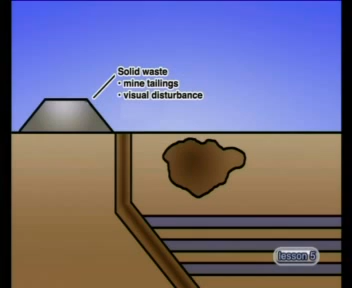 Solid waste
· mine tailings
· visual disturbance
lesson 5